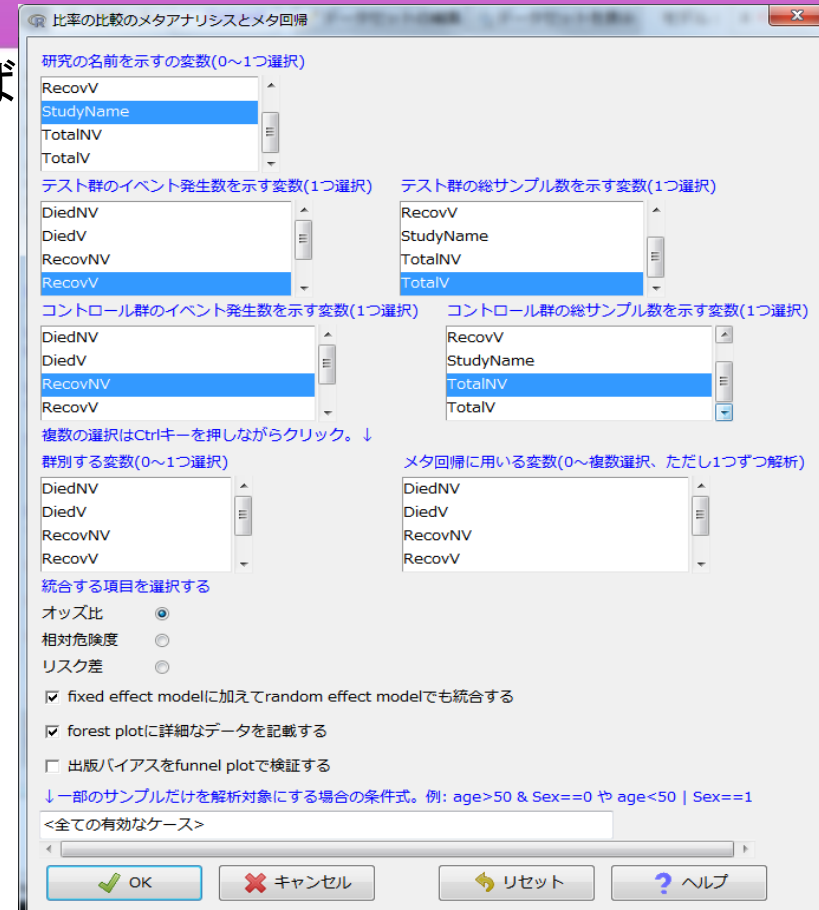 比率の比較のメタアナリシスとメタ回帰
ば
研究の名前を示すの変数(0～1つ選択)
RecovV
StudyName
TotalNV
TotalV
テスト群のイベント発生数を示す変数(1つ選択) テスト群の総サンプル数を示す変数(1つ選択)
DiedNV RecovV
DiedV StudyName
RecovNV TotalNV
RecovV TotalV
コントロール群のイベント発生数を示す変数(1つ選択) コントロール群の総サンプル数を示す変数(1つ選択)
DiedNV RecovV
DiedV StudyName
RecovNV TotalNV
RecovV TotalV
複数の選択はCtrlキーを押しながらクリック。↓
群別する変数(0～1つ選択) メタ回帰に用いる変数(0～複数選択、ただし1つずつ解析)
DiedNV DiedNV
DiedV DiedV
RecovNV RecovNV
RecovV RecovV
統合する項目を選択する
オッズ比
相対危険度
リスク差
fixed effect modelに加えてrandom effect modelでも統合する
forest plotに詳細なデータを記載する
出版バイアスをfunnel plotで検証する
↓一部のサンプルだけを解析対象にする場合の条件式。例: age>50 & Sex==0 や age<50 | Sex==1
<全ての有効なケース>
OK キャンセル リセット ヘルプ